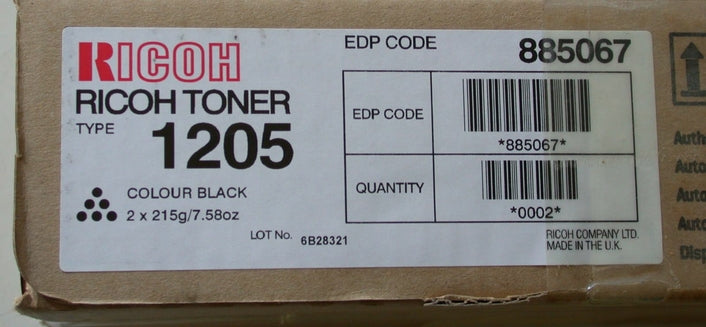 RICOH
RICOH TONER
TYPE 1205
COLOUR BLACK
2 x 215g/7.58oz
LOT No. 6B28321
EDP CODE 885067
EDP CODE
*885067*
QUANTITY
*0002*
RICOH COMPANY LTD.
MADE IN THE U.K.